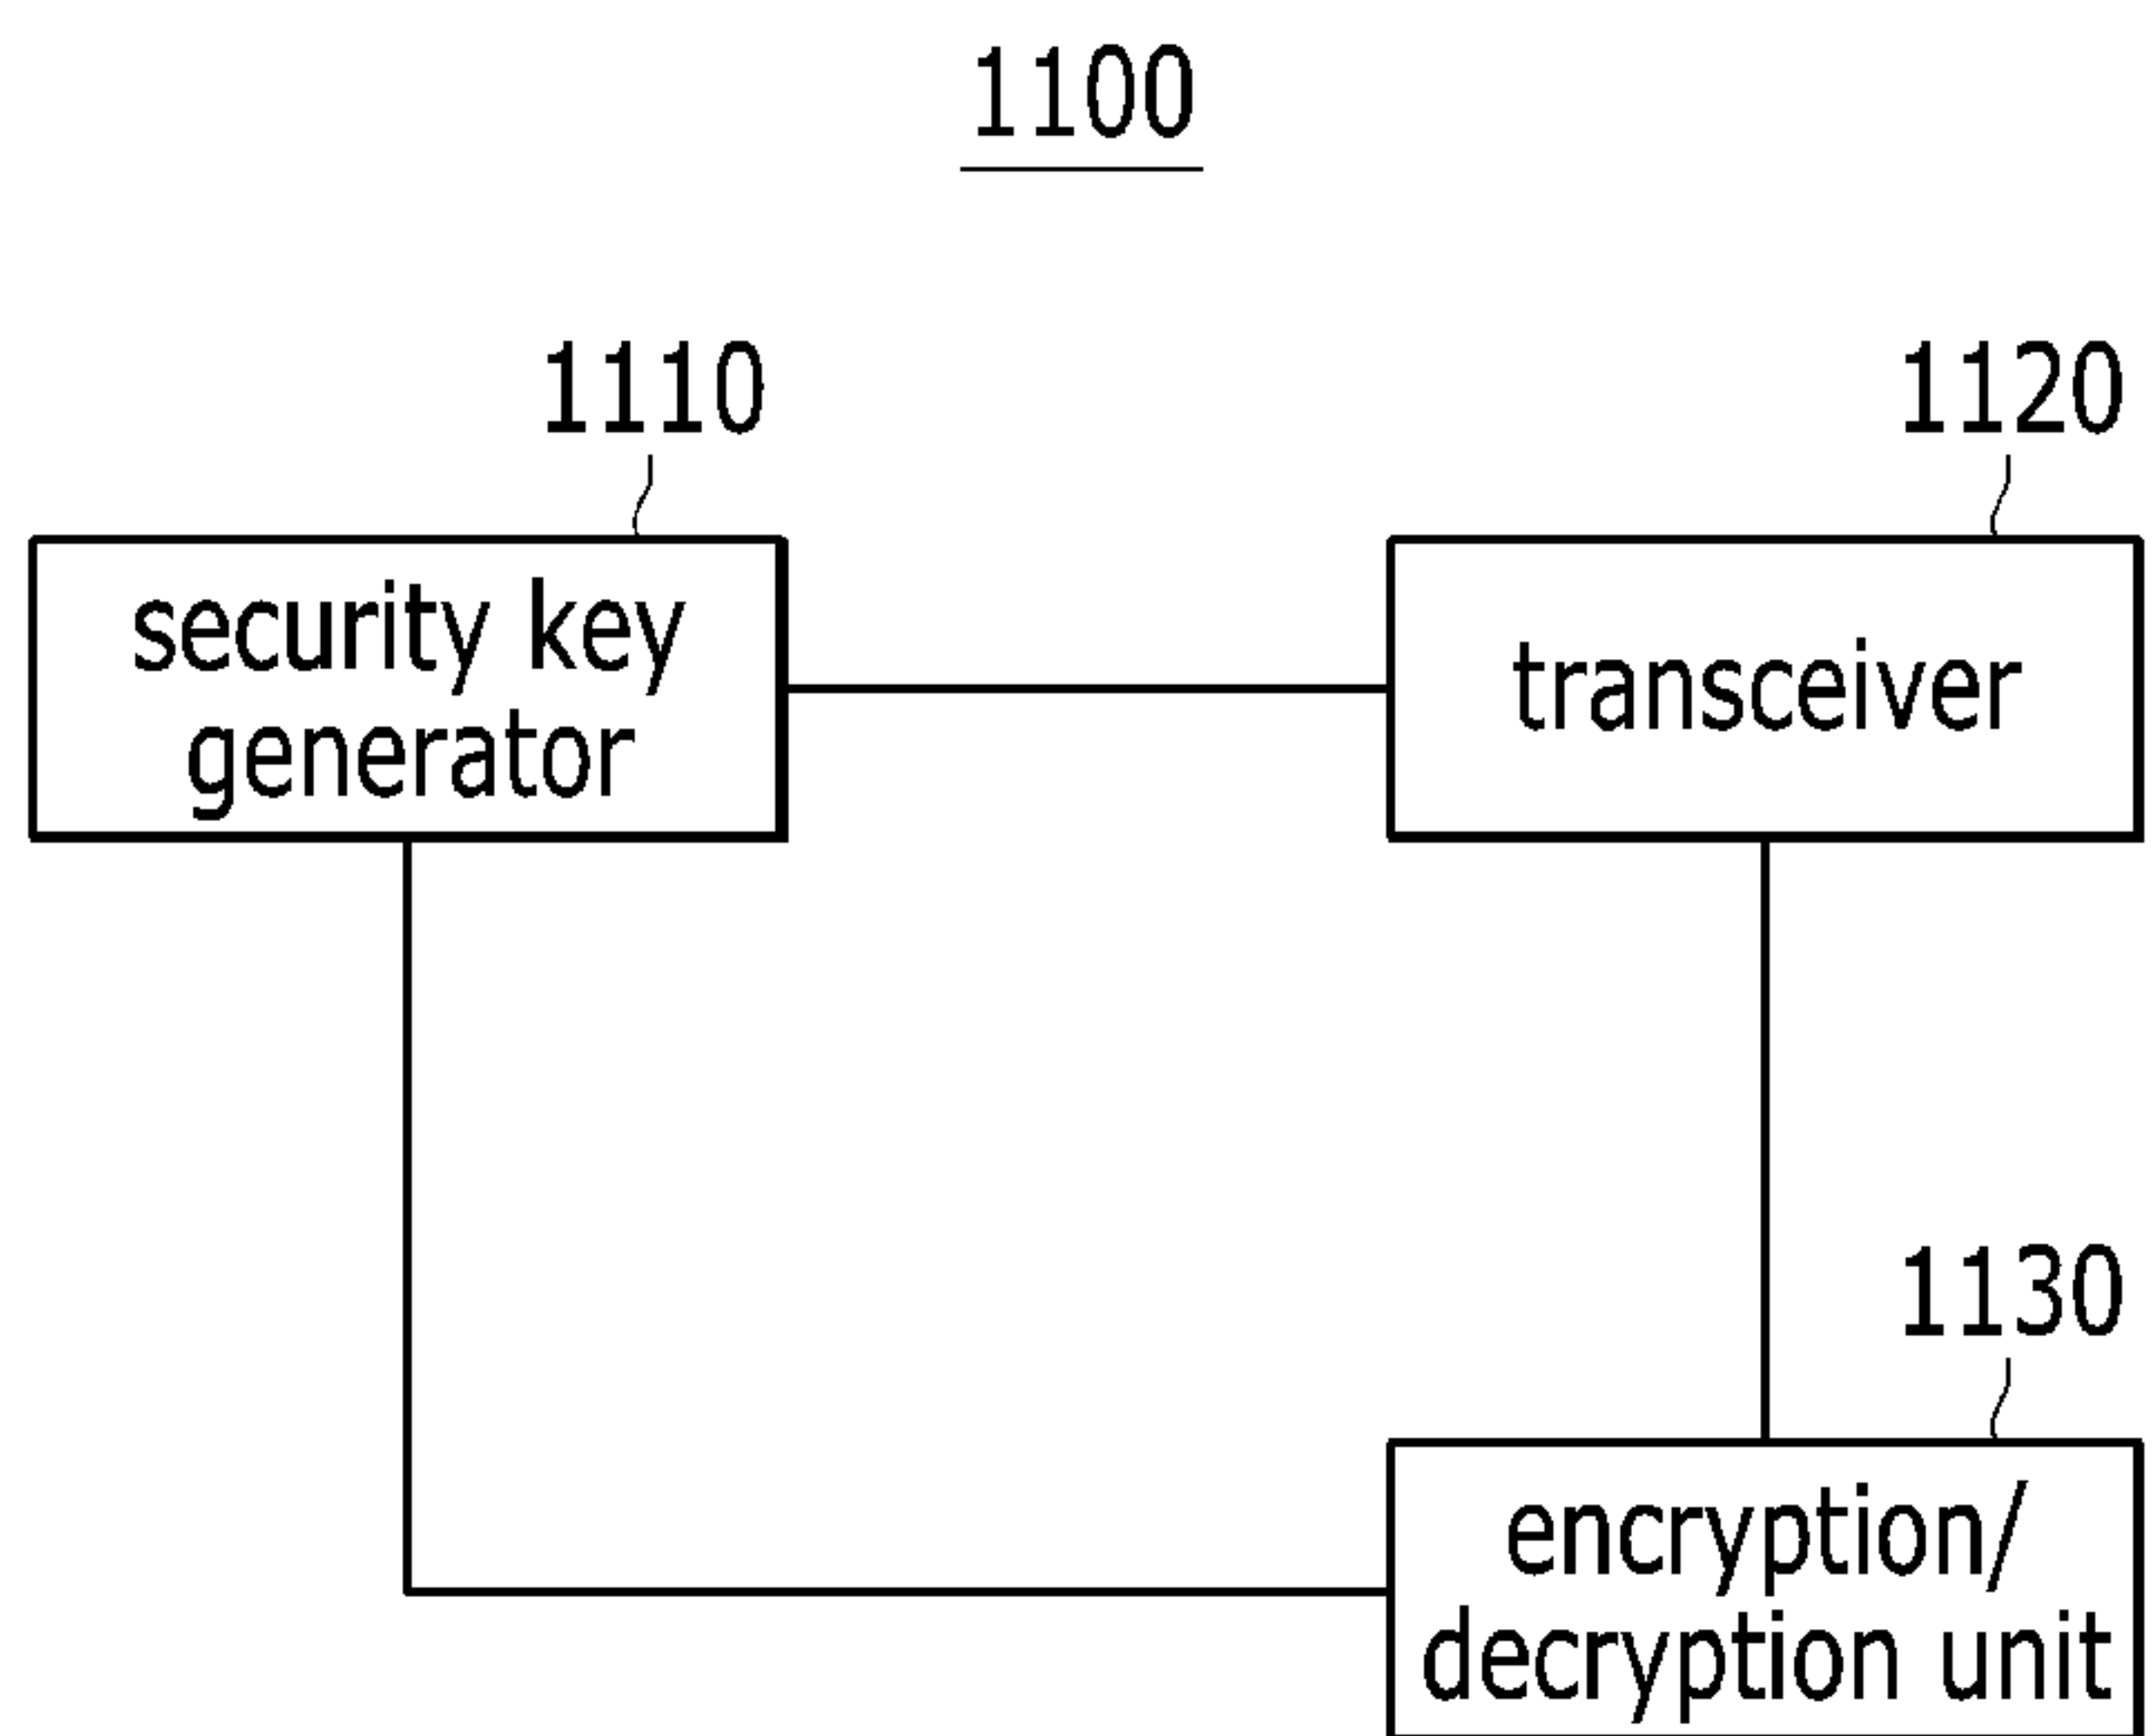 1100
1110
1120
security key
generator
transceiver
1130
encryption/
decryption unit